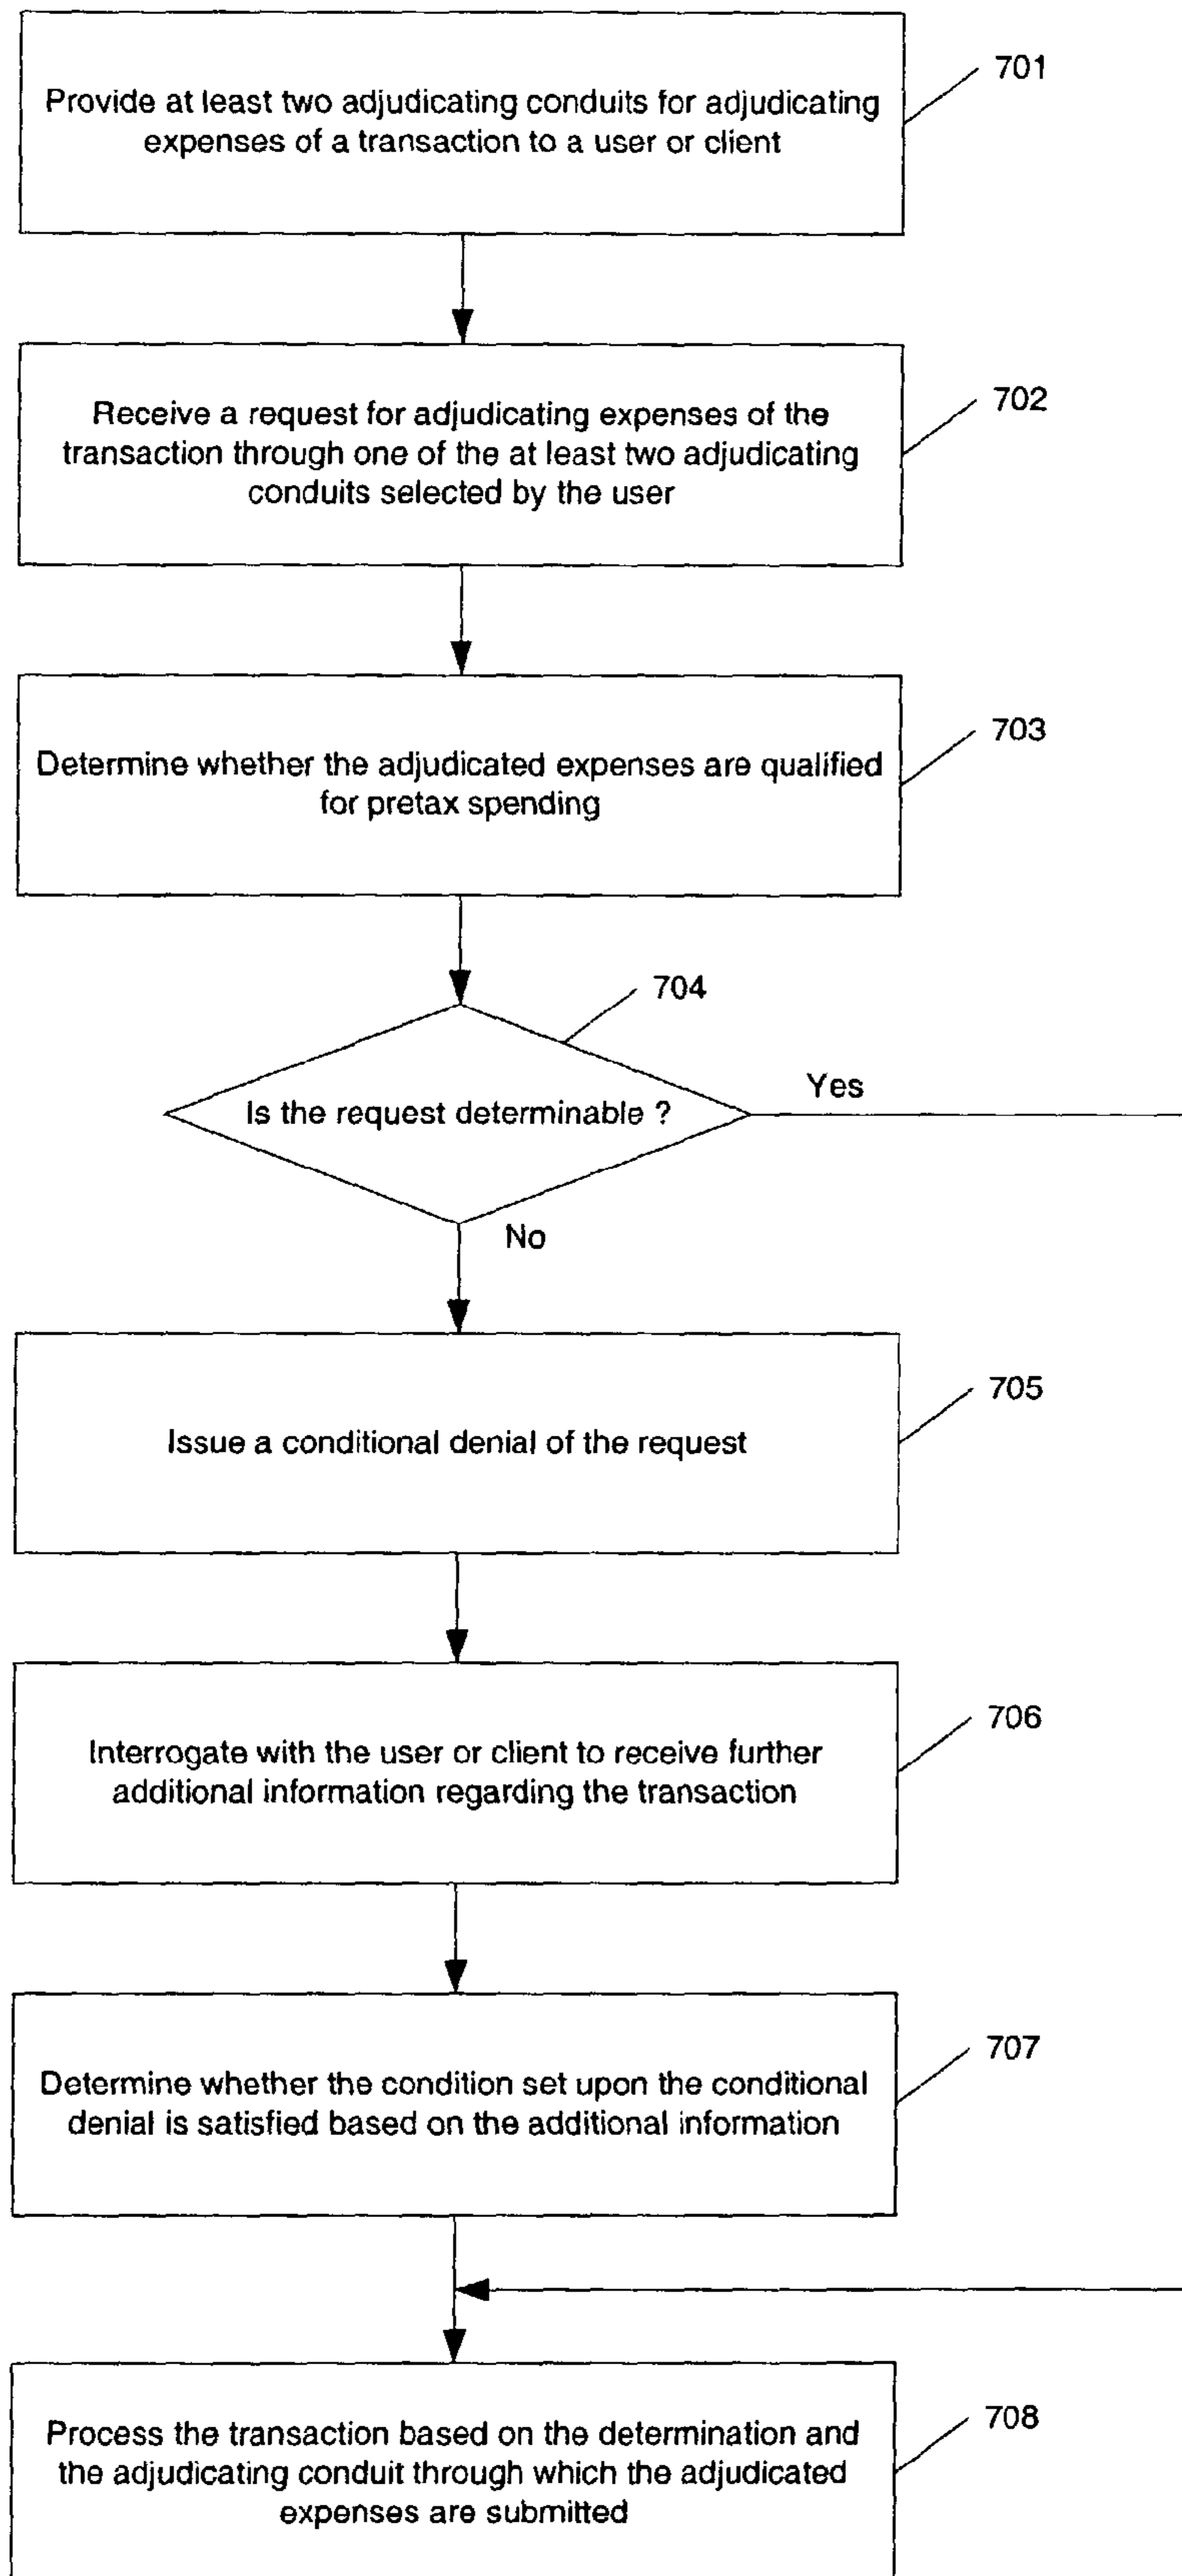 Provide at least two adjudicating conduits for adjudicating
expenses of a transaction to a user or client
701
Receive a request for adjudicating expenses of the
transaction through one of the at least two adjudicating
conduits selected by the user
702
Determine whether the adjudicated expenses are qualified
for pretax spending
703
704
Is the request determinable ?
Yes
No
Issue a conditional denial of the request
705
Interrogate with the user or client to receive further
additional information regarding the transaction
706
Determine whether the condition set upon the conditional
denial is satisfied based on the additional information
707
Process the transaction based on the determination and
the adjudicating conduit through which the adjudicated
expenses are submitted
708